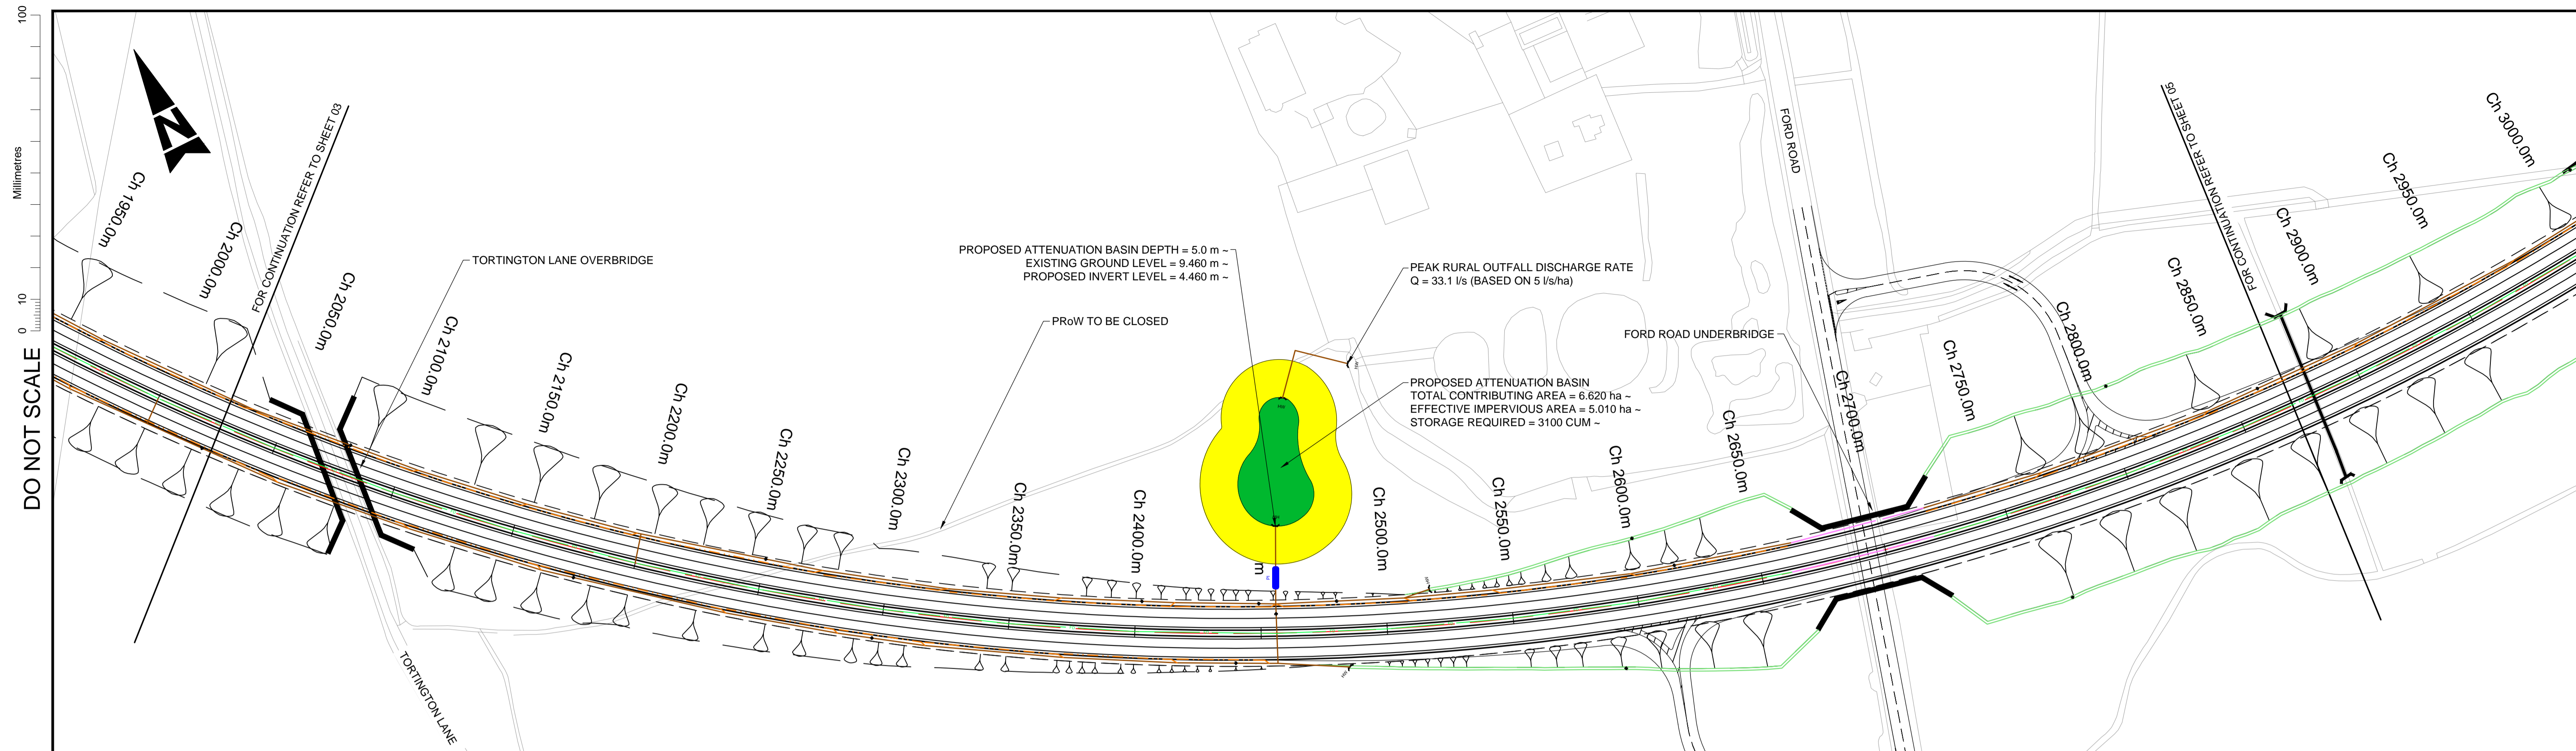 100
Millimetres
10
0
DO NOT SCALE
N
Ch 1950.0m
Ch 2000.0m
FOR CONTINUATION REFER TO SHEET 03
Ch 2050.0m
TORTINGTON LANE OVERBRIDGE
Ch 2100.0m
Ch 2150.0m
Ch 2200.0m
Ch 2250.0m
Ch 2300.0m
Ch 2350.0m
Ch 2400.0m
m
Ch 2500.0m
Ch 2550.0m
Ch 2600.0m
Ch 2650.0m
Ch 2700.0m
Ch 2750.0m
Ch 2800.0m
Ch 2850.0m
Ch 2900.0m
Ch 2950.0m
Ch 3000.0m
PROPOSED ATTENUATION BASIN DEPTH = 5.0 m ~
EXISTING GROUND LEVEL = 9.460 m ~
PROPOSED INVERT LEVEL = 4.460 m ~
PRoW TO BE CLOSED
PEAK RURAL OUTFALL DISCHARGE RATE
Q = 33.1 l/s (BASED ON 5 l/s/ha)
PROPOSED ATTENUATION BASIN
TOTAL CONTRIBUTING AREA = 6.620 ha ~
EFFECTIVE IMPERVIOUS AREA = 5.010 ha ~
STORAGE REQUIRED = 3100 CUM ~
FORD ROAD
FORD ROAD UNDERBRIDGE
FOR CONTINUATION REFER TO SHEET 05
TORTINGTON LANE
HW
HW
HW
HW